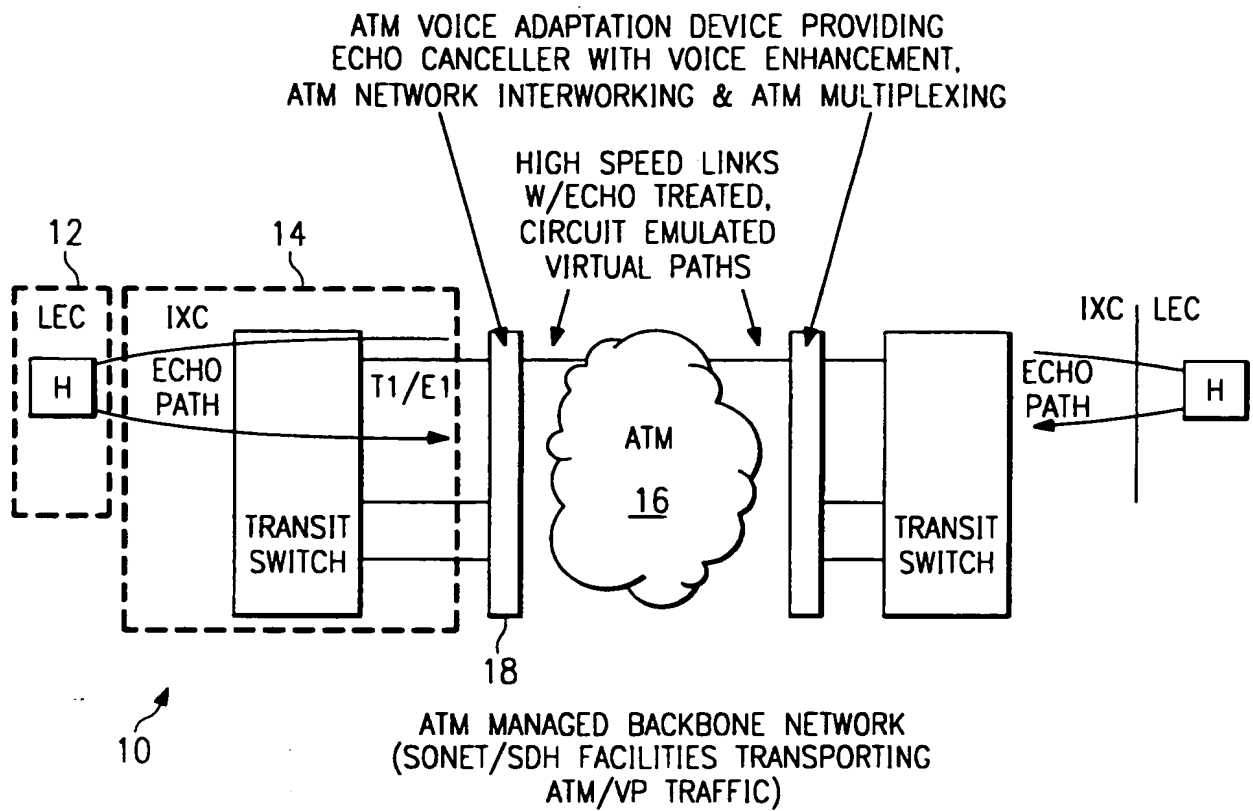 ATM VOICE ADAPTATION DEVICE PROVIDING
ECHO CANCELLER WITH VOICE ENHANCEMENT,
ATM NETWORK INTERWORKING & ATM MULTIPLEXING
HIGH SPEED LINKS
W/ECHO TREATED,
CIRCUIT EMULATED
VIRTUAL PATHS
12
14
LEC
IXC
H
ECHO
PATH
T1/E1
TRANSIT
SWITCH
18
ATM
16
TRANSIT
SWITCH
IXC
LEC
ECHO
PATH
H
10
ATM MANAGED BACKBONE NETWORK
(SONET/SDH FACILITIES TRANSPORTING
ATM/VP TRAFFIC)